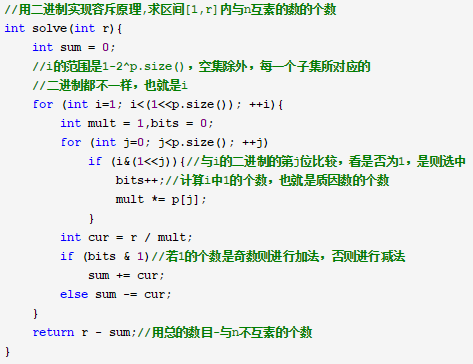 //用二进制实现容斥原理,求区间[1,r]内与n互素的数的个数
int solve(int r){
    int sum = 0;
    //i的范围是1-2^p.size()，空集除外，每一个子集所对应的
    //二进制都不一样，也就是i
    for (int i=1; i<(1<<p.size()); ++i){
        int mult = 1,bits = 0;
        for (int j=0; j<p.size(); ++j)
            if (i&(1<<j)){//与i的二进制的第j位比较，看是否为1，是则选中
                bits++;//计算i中1的个数，也就是质因数的个数
                mult *= p[j];
            }
        int cur = r / mult;
        if (bits & 1)//若1的个数是奇数则进行加法，否则进行减法
            sum += cur;
        else sum -= cur;
    }
    return r - sum;//用总的数目-与n不互素的个数
}